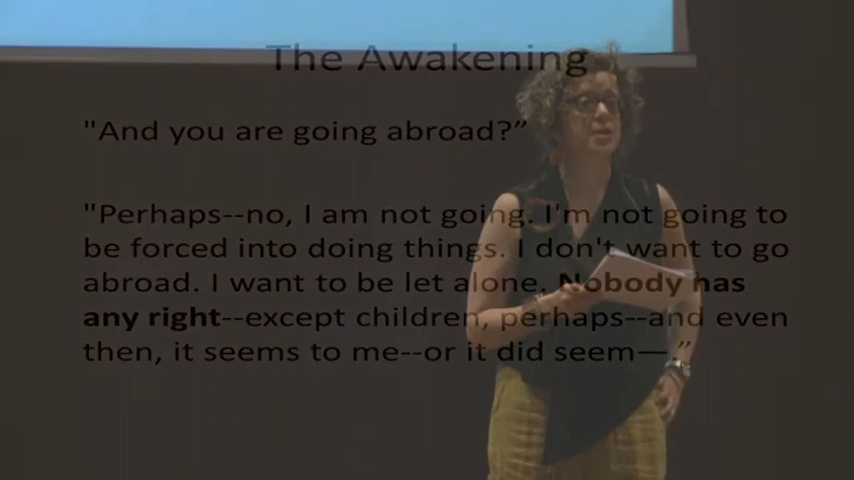 The Awakening
"And you are going abroad?”
"Perhaps--no, I am not going. I'm not going to
be forced into doing things. I don't want to go
abroad. I want to be let alone. Nobody has
any right--except children, perhaps--and even
then, it seems to me--or it did seem—.”